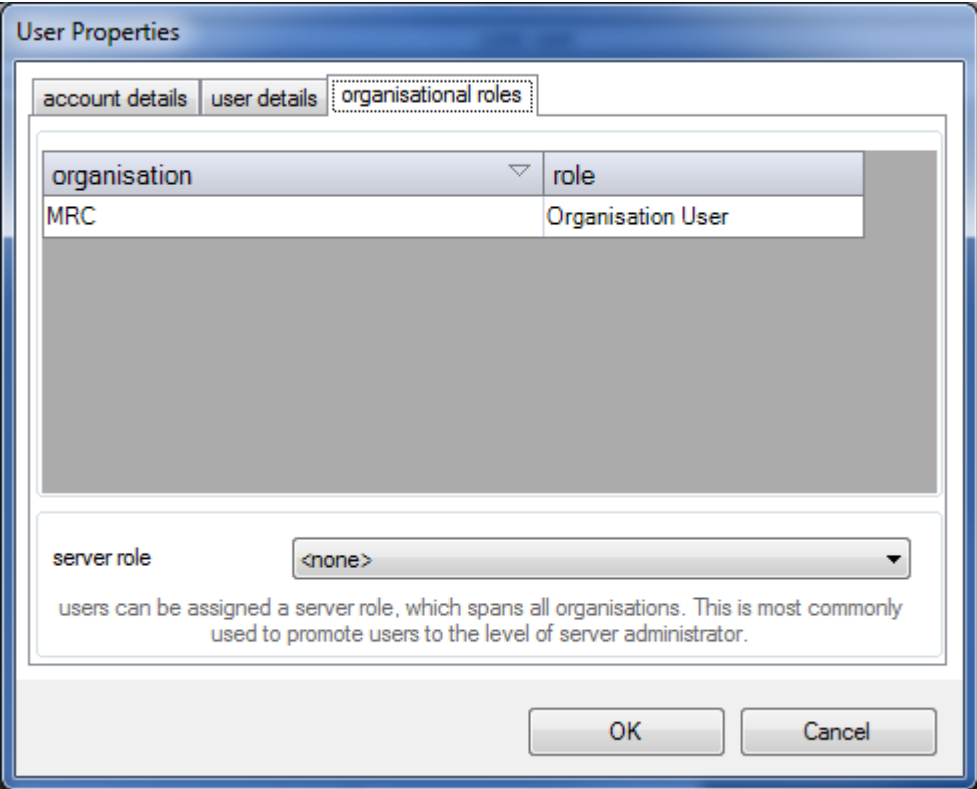 User Properties
account details user details organisational roles
organisation role
MRC Organisation User
server role <none>
users can be assigned a server role, which spans all organisations. This is most commonly
used to promote users to the level of server administrator.
OK Cancel